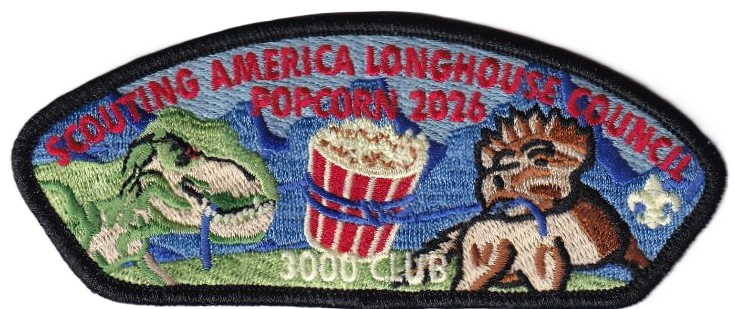 SCOUTING AMERICA LONGHOUSE COUNCIL
POPCORN 2026
3000 CLUB